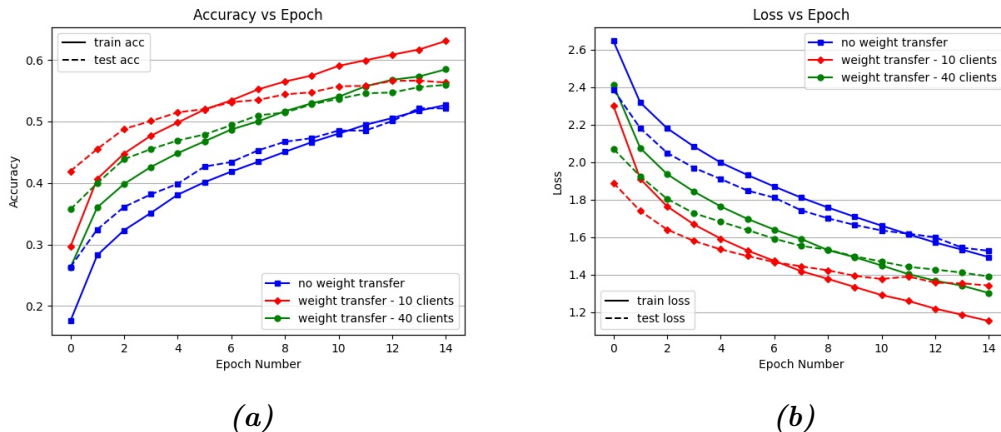 Accuracy vs Epoch
train acc
test acc
0.6
0.5
0.4
0.3
0.2
Accuracy
no weight transfer
weight transfer - 10 clients
weight transfer - 40 clients
0 2 4 6 8 10 12 14
Epoch Number
(a)
Loss vs Epoch
no weight transfer
weight transfer - 10 clients
weight transfer - 40 clients
2.6
2.4
2.2
2.0
1.8
1.6
1.4
1.2
Loss
train loss
test loss
0 2 4 6 8 10 12 14
Epoch Number
(b)